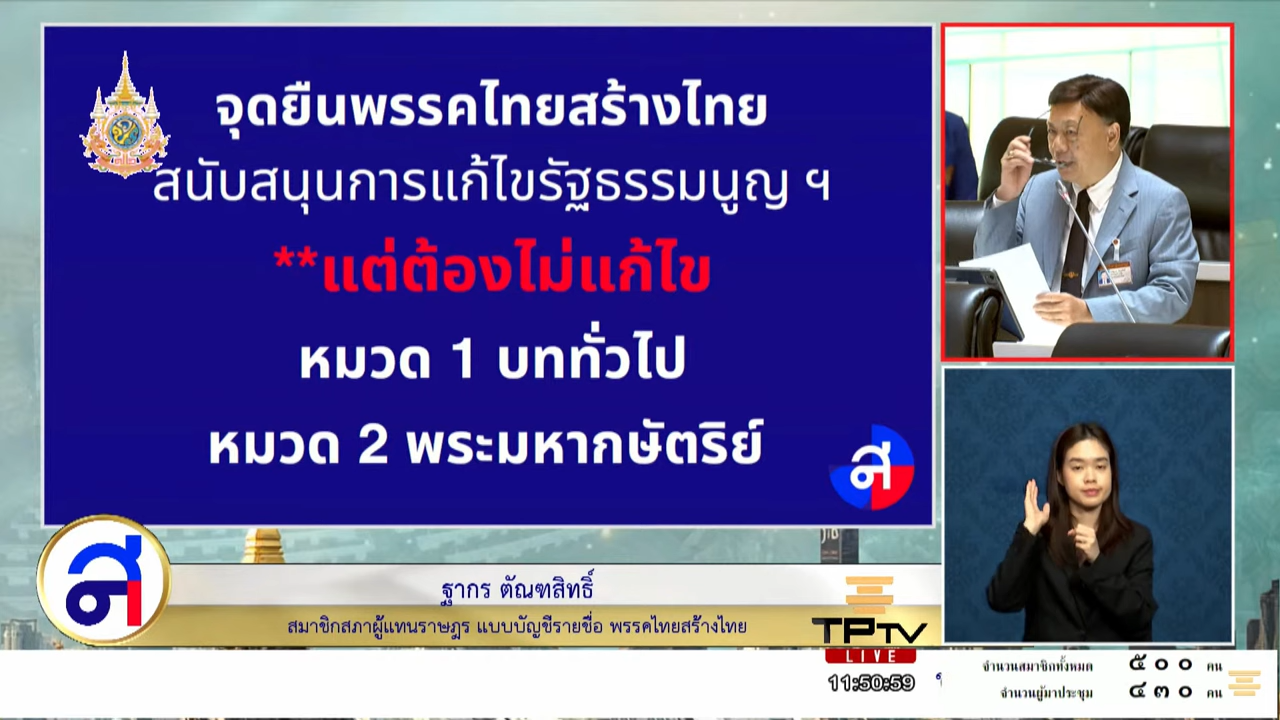 จุดยืนพรรคไทยสร้างไทย
สนับสนุนการแก้ไขรัฐธรรมนูญ ฯ
**แต่ต้องไม่แก้ไข
หมวด 1 บททั่วไป
หมวด 2 พระมหากษัตริย์
ส
ส
ฐากร ตัณฑสิทธิ์
สมาชิกสภาผู้แทนราษฎร แบบบัญชีรายชื่อ พรรคไทยสร้างไทย
TPTV
LIVE
11:50:59
จำนวนสมาชิกทั้งหมด ๕๐๐ คน
จำนวนผู้มาประชุม ๔๓๐ คน